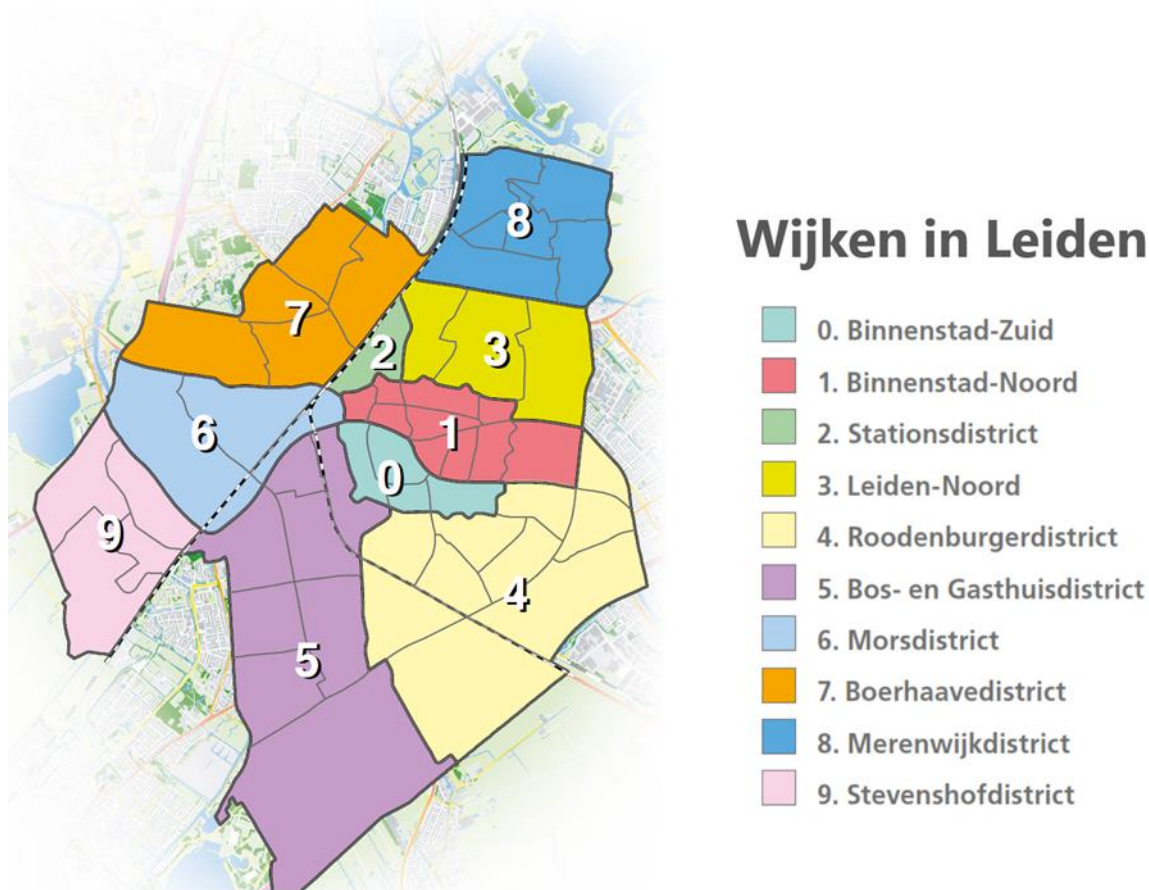 8
7
2
3
6
1
0
9
4
5
Wijken in Leiden
0. Binnenstad-Zuid
1. Binnenstad-Noord
2. Stationsdistrict
3. Leiden-Noord
4. Roodenburgerdistrict
5. Bos- en Gasthuisdistrict
6. Morsdistrict
7. Boerhaavedistrict
8. Merenwijkdistrict
9. Stevenshofdistrict